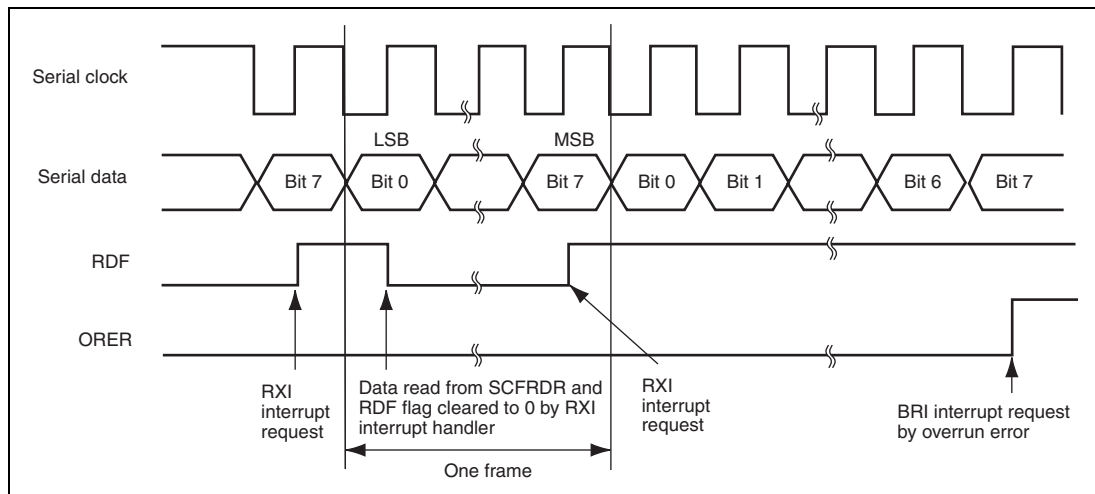 Serial clock
LSB
MSB
Serial data
Bit 7
Bit 0
Bit 7
Bit 0
Bit 1
Bit 6
Bit 7
RDF
ORER
RXI
interrupt
request
Data read from SCFRDR and
RDF flag cleared to 0 by RXI
interrupt handler
RXI
interrupt
request
BRI interrupt request
by overrun error
One frame